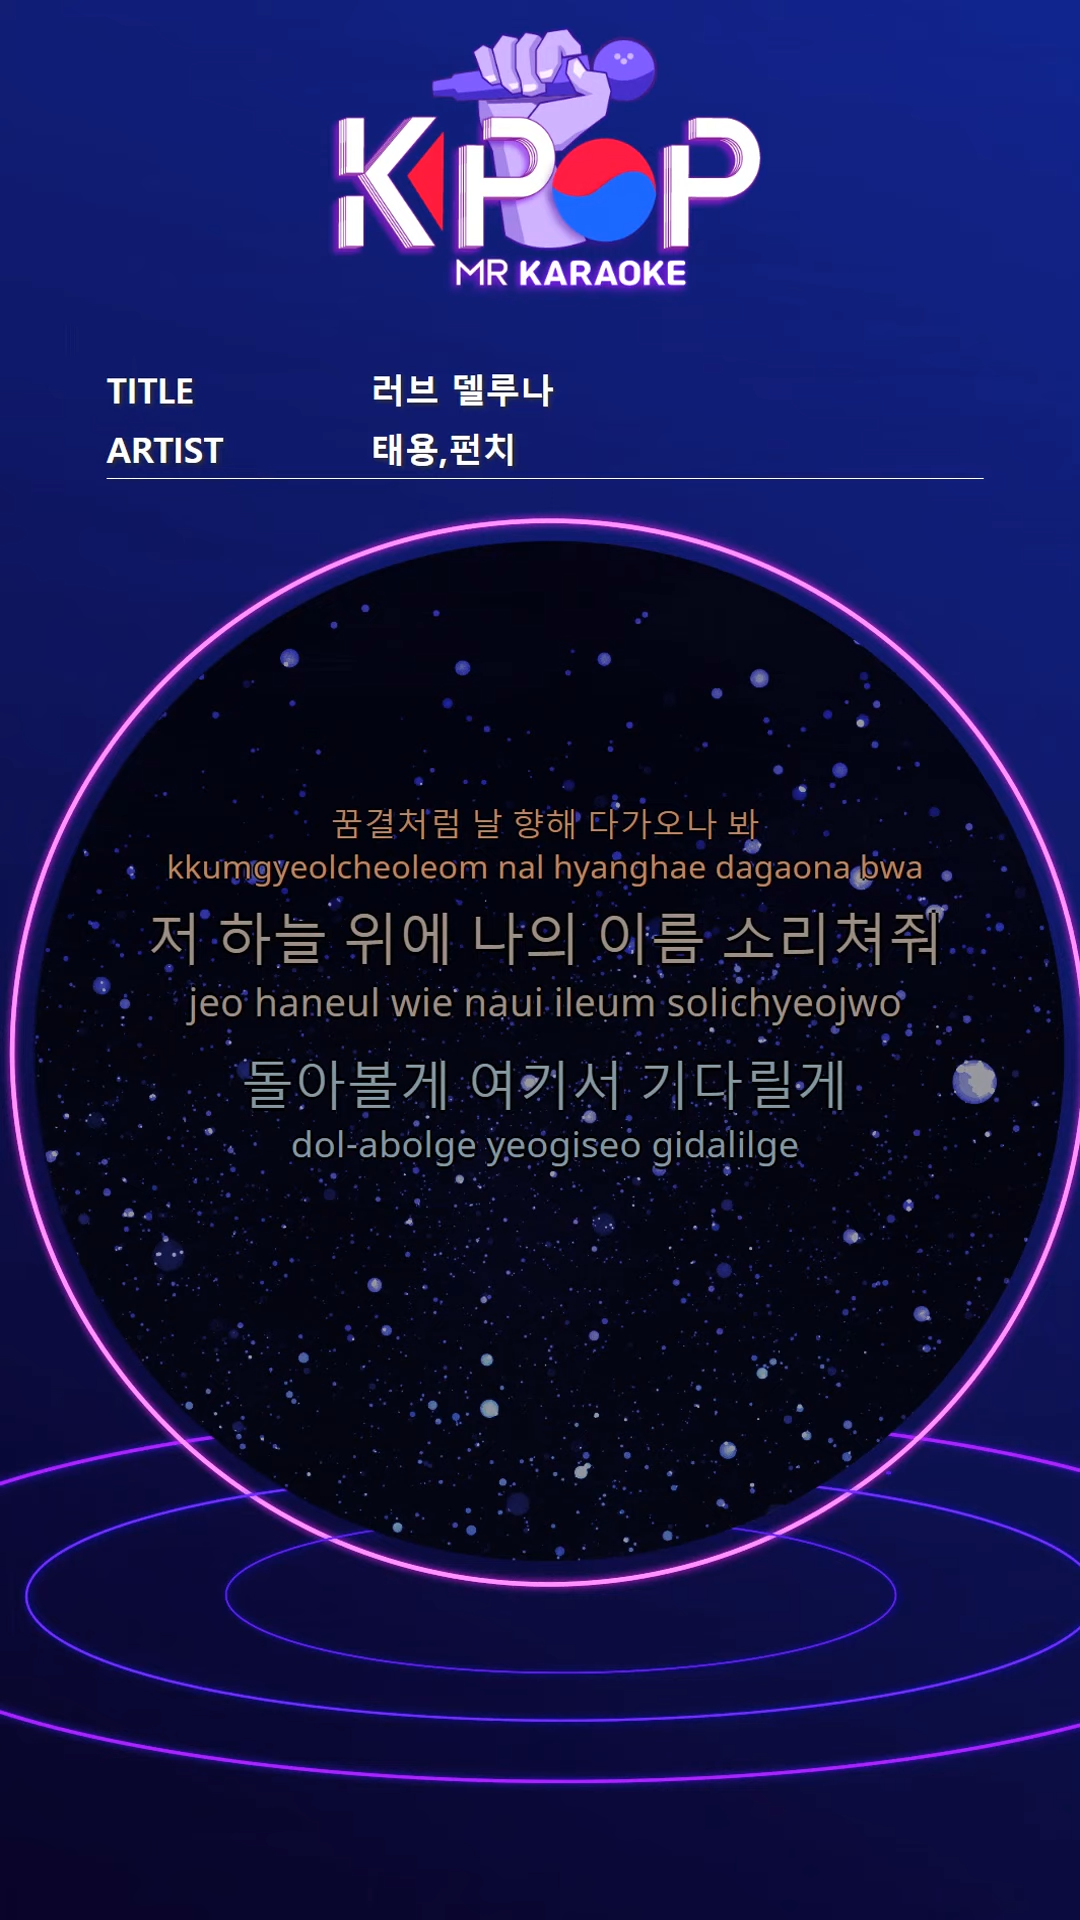 KPOP
MR KARAOKE
TITLE 러브 델루나
ARTIST 태용,펀치
꿈결처럼 날 향해 다가오나 봐
kkumgyeolcheoleom nal hyanghae dagaona bwa
저 하늘 위에 나의 이름 소리쳐줘
jeo haneul wie naui ileum solichyeojwo
돌아볼게 여기서 기다릴게
dol-abolge yeogiseo gidalilge